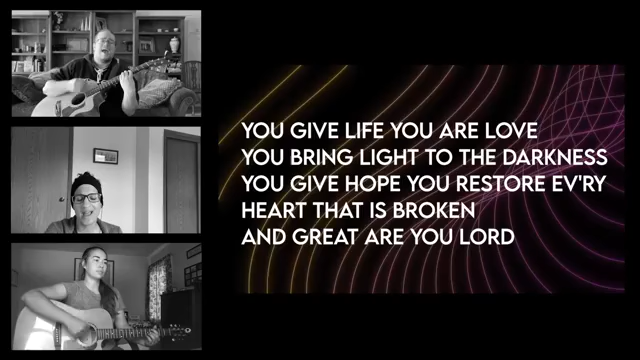 YOU GIVE LIFE YOU ARE LOVE
YOU BRING LIGHT TO THE DARKNESS
YOU GIVE HOPE YOU RESTORE EV'RY
HEART THAT IS BROKEN
AND GREAT ARE YOU LORD